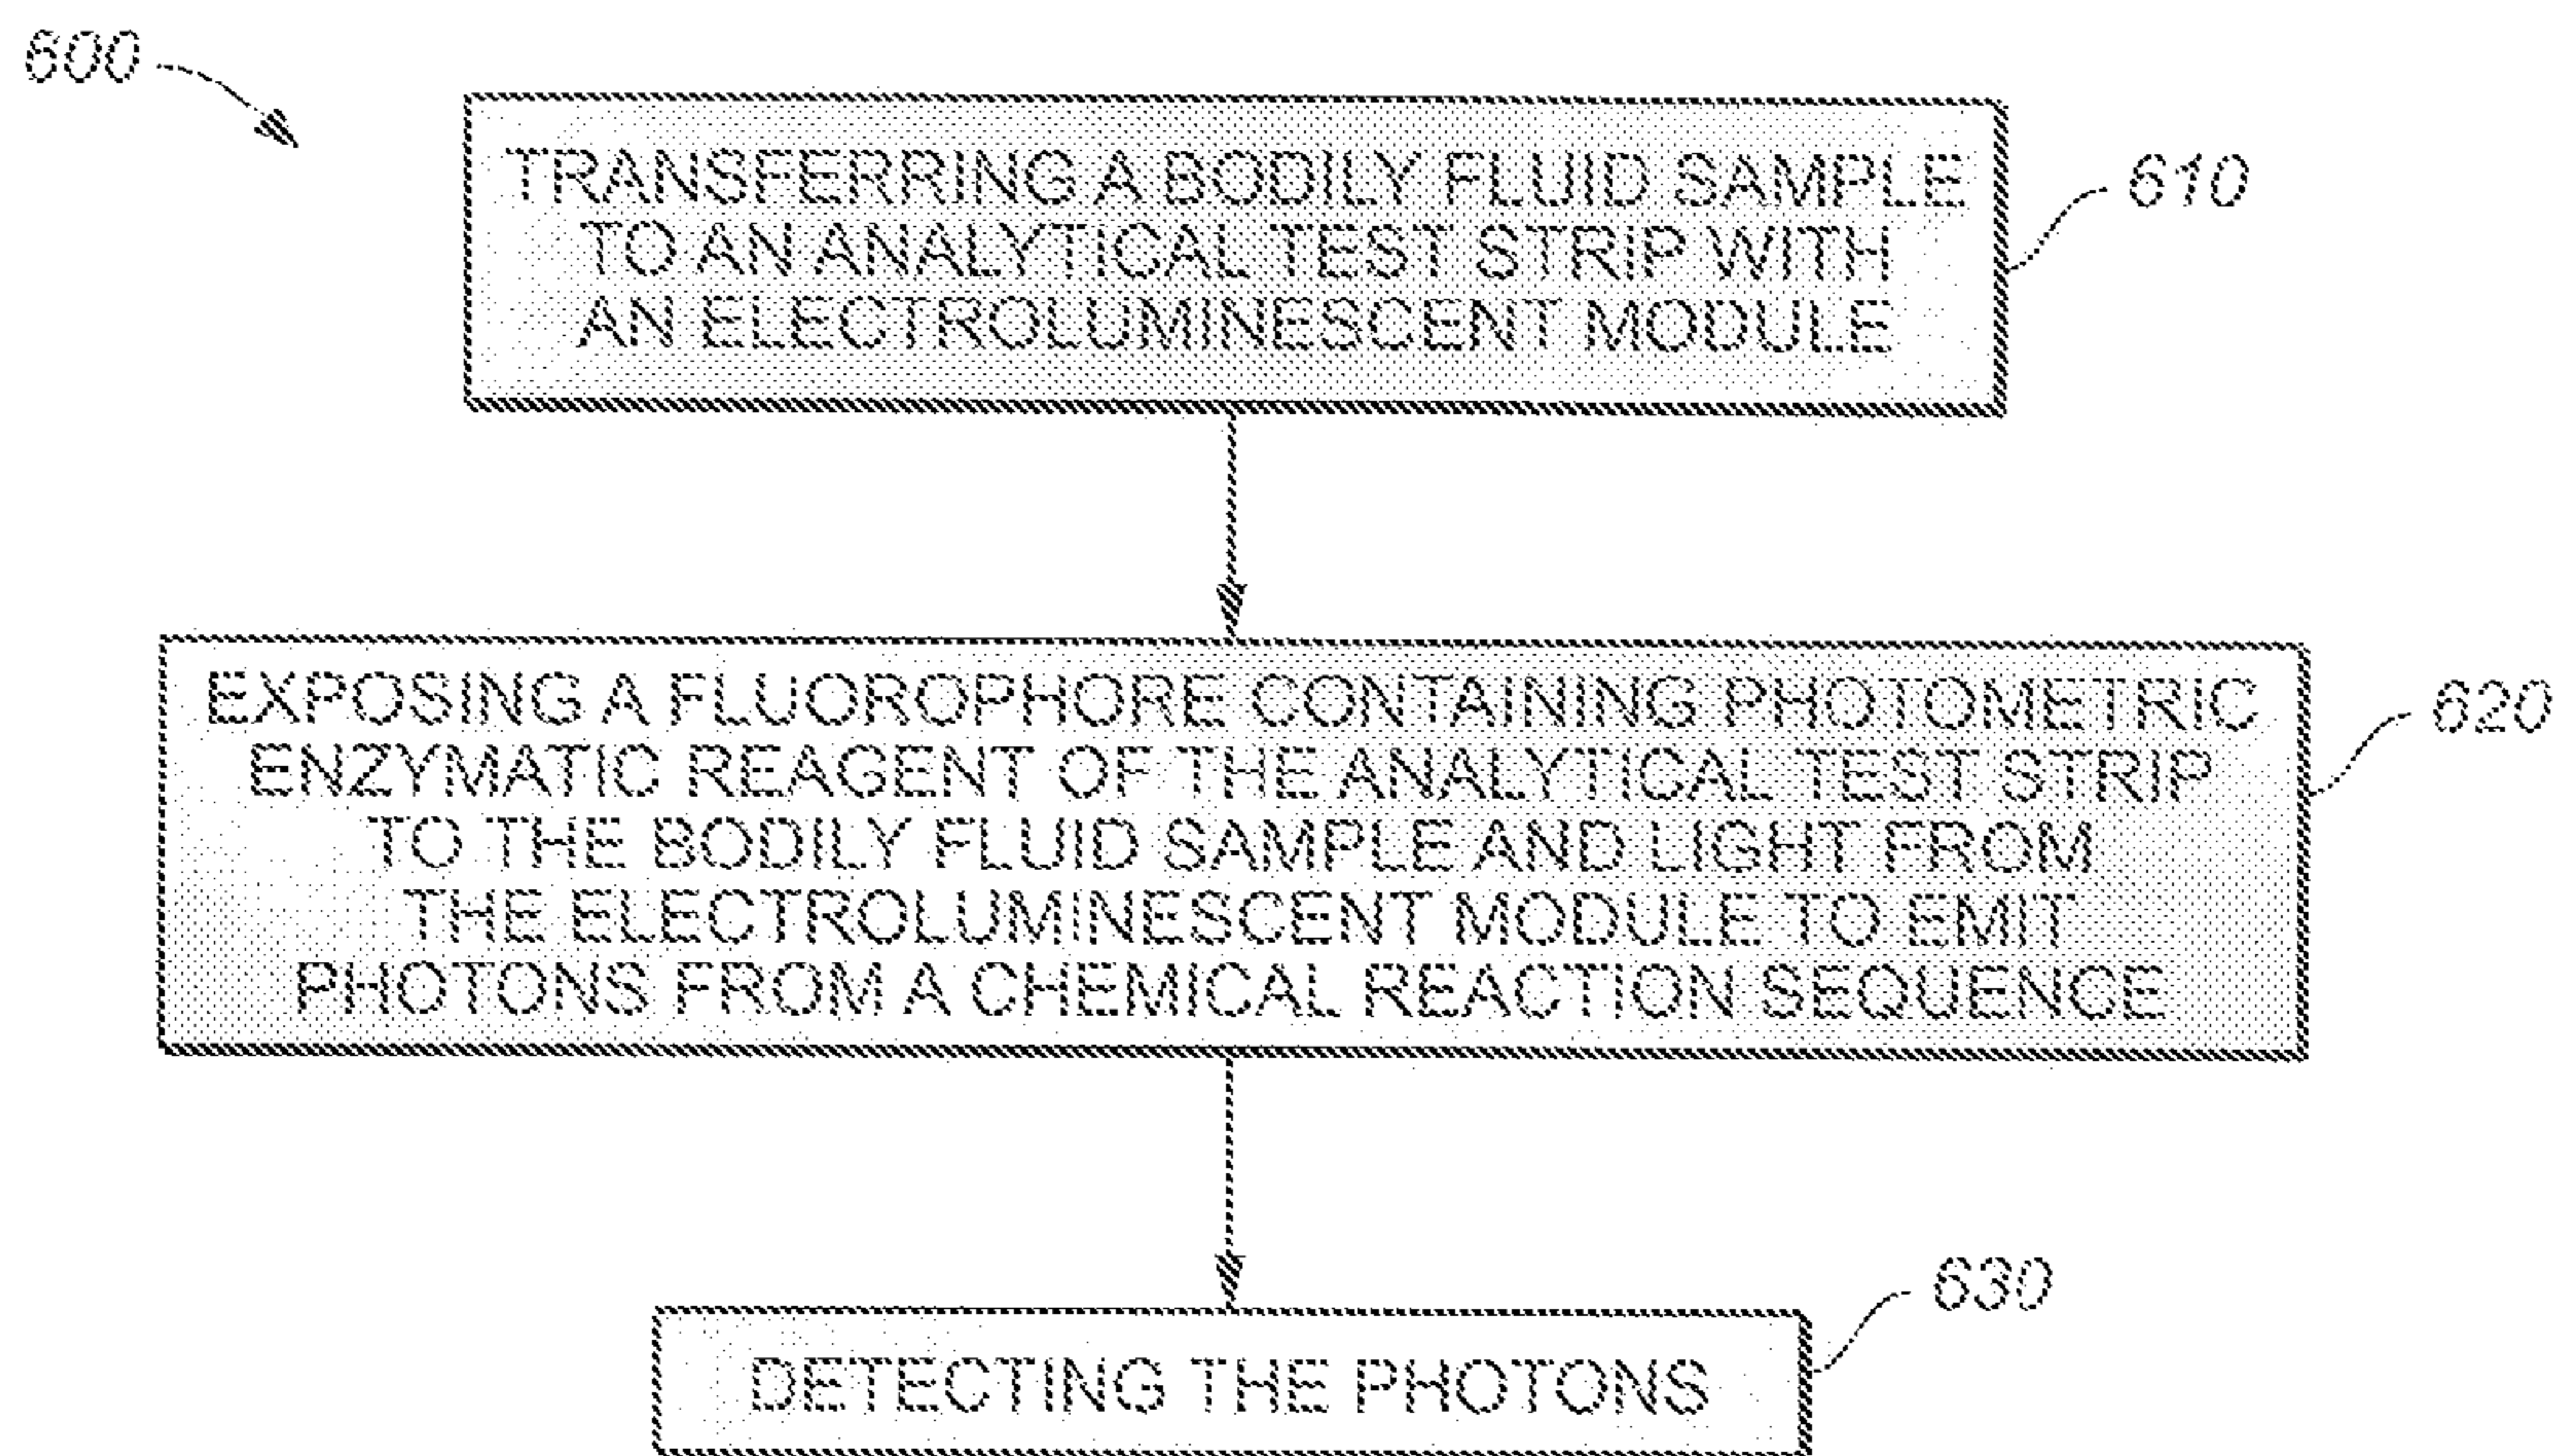 600
TRANSFERRING A BODILY FLUID SAMPLE
TO AN ANALYTICAL TEST STRIP WITH
AN ELECTROLUMINESCENT MODULE
610
EXPOSING A FLUOROPHORE CONTAINING PHOTOMETRIC
ENZYMATIC REAGENT OF THE ANALYTICAL TEST STRIP
TO THE BODILY FLUID SAMPLE AND LIGHT FROM
THE ELECTROLUMINESCENT MODULE TO EMIT
PHOTONS FROM A CHEMICAL REACTION SEQUENCE
620
DETECTING THE PHOTONS
630